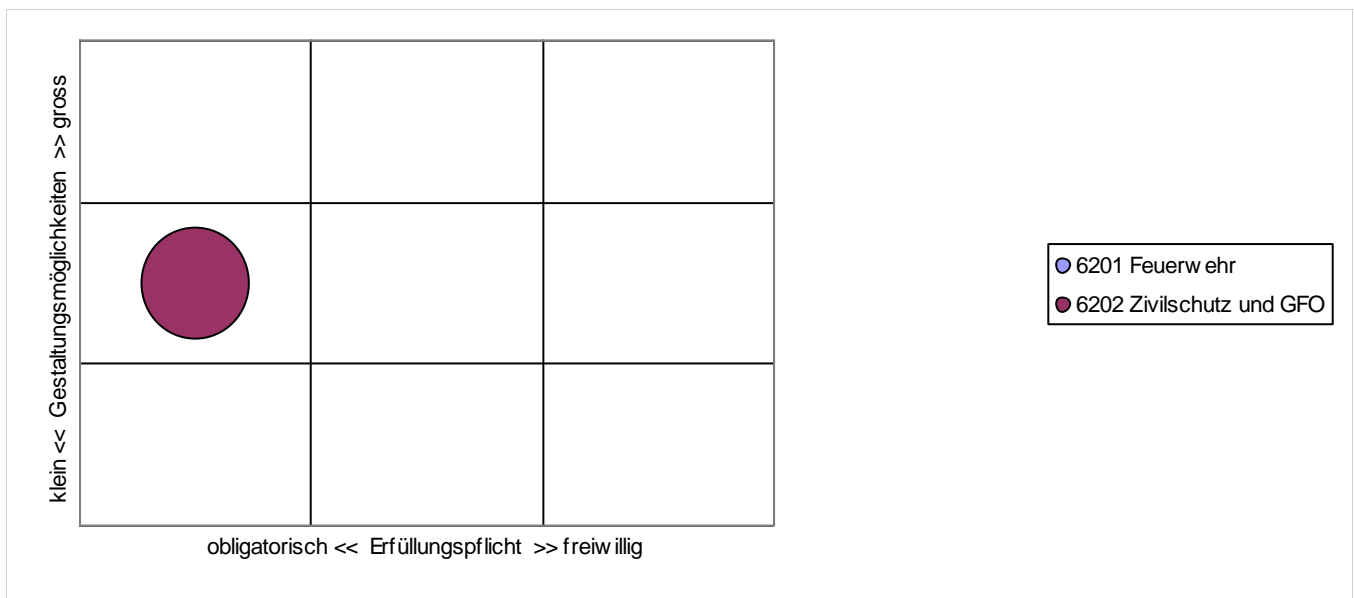 klein << Gestaltungsmöglichkeiten >> gross
obligatorisch << Erfüllungspflicht >> freiwillig
6201 Feuerwehr
6202 Zivilschutz und GFO